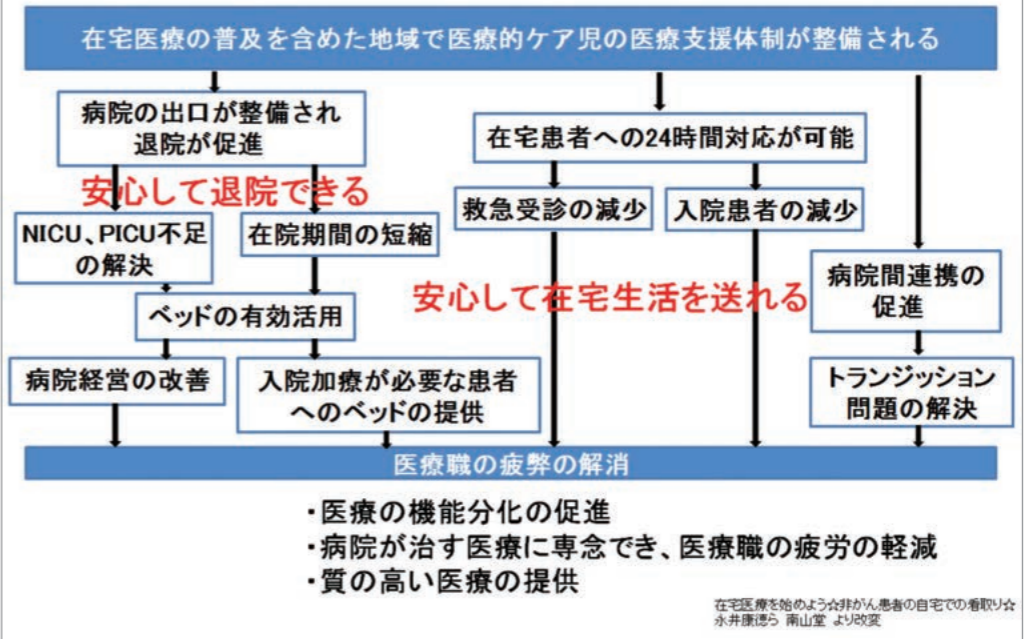 在宅医療の普及を含めた地域で医療的ケア児の医療支援体制が整備される
病院の出口が整備され
退院が促進
在宅患者への24時間対応が可能
安心して退院できる
救急受診の減少
入院患者の減少
NICU、PICU不足
の解決
在院期間の短縮
病院間連携の
促進
安心して在宅生活を送れる
ベッドの有効活用
病院経営の改善
入院加療が必要な患者
へのベッドの提供
トランジッション
問題の解決
医療職の疲弊の解消
・医療の機能分化の促進
・病院が治す医療に専念でき、医療職の疲労の軽減
・質の高い医療の提供
在宅医療を始めよう☆非がん患者の自宅での看取り☆
永井康徳ら 南山堂 より改変